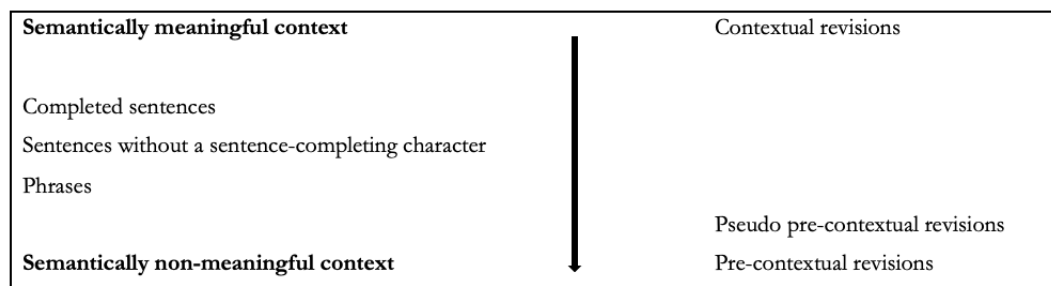 Semantically meaningful context Contextual revisions
Completed sentences
Sentences without a sentence-completing character
Phrases
Pseudo pre-contextual revisions
Semantically non-meaningful context Pre-contextual revisions